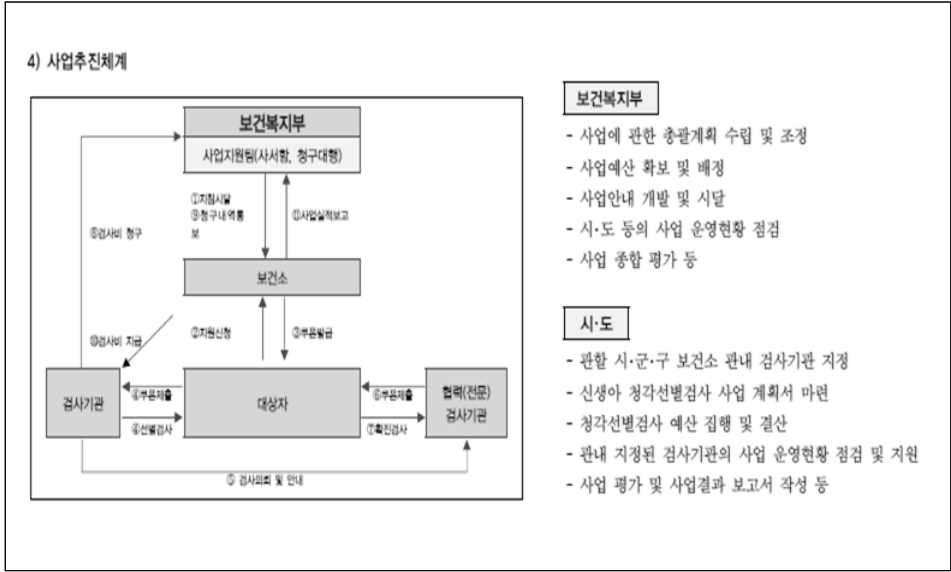 4) 사업추진체계
보건복지부
사업지원팀(사서함, 청구대행)
①지침시달
⑨청구내역통
보
⑪사업실적보고
⑧검사비 청구
보건소
⑩검사비 지급
②지원신청
③쿠폰발급
검사기관
④쿠폰제출
④선별검사
대상자
⑥쿠폰제출
⑦확진검사
협력(전문)
검사기관
⑤ 검사의뢰 및 안내
보건복지부
- 사업에 관한 총괄계획 수립 및 조정
- 사업예산 확보 및 배정
- 사업안내 개발 및 시달
- 시·도 등의 사업 운영현황 점검
- 사업 종합 평가 등
시·도
- 관할 시·군·구 보건소 관내 검사기관 지정
- 신생아 청각선별검사 사업 계획서 마련
- 청각선별검사 예산 집행 및 결산
- 관내 지정된 검사기관의 사업 운영현황 점검 및 지원
- 사업 평가 및 사업결과 보고서 작성 등